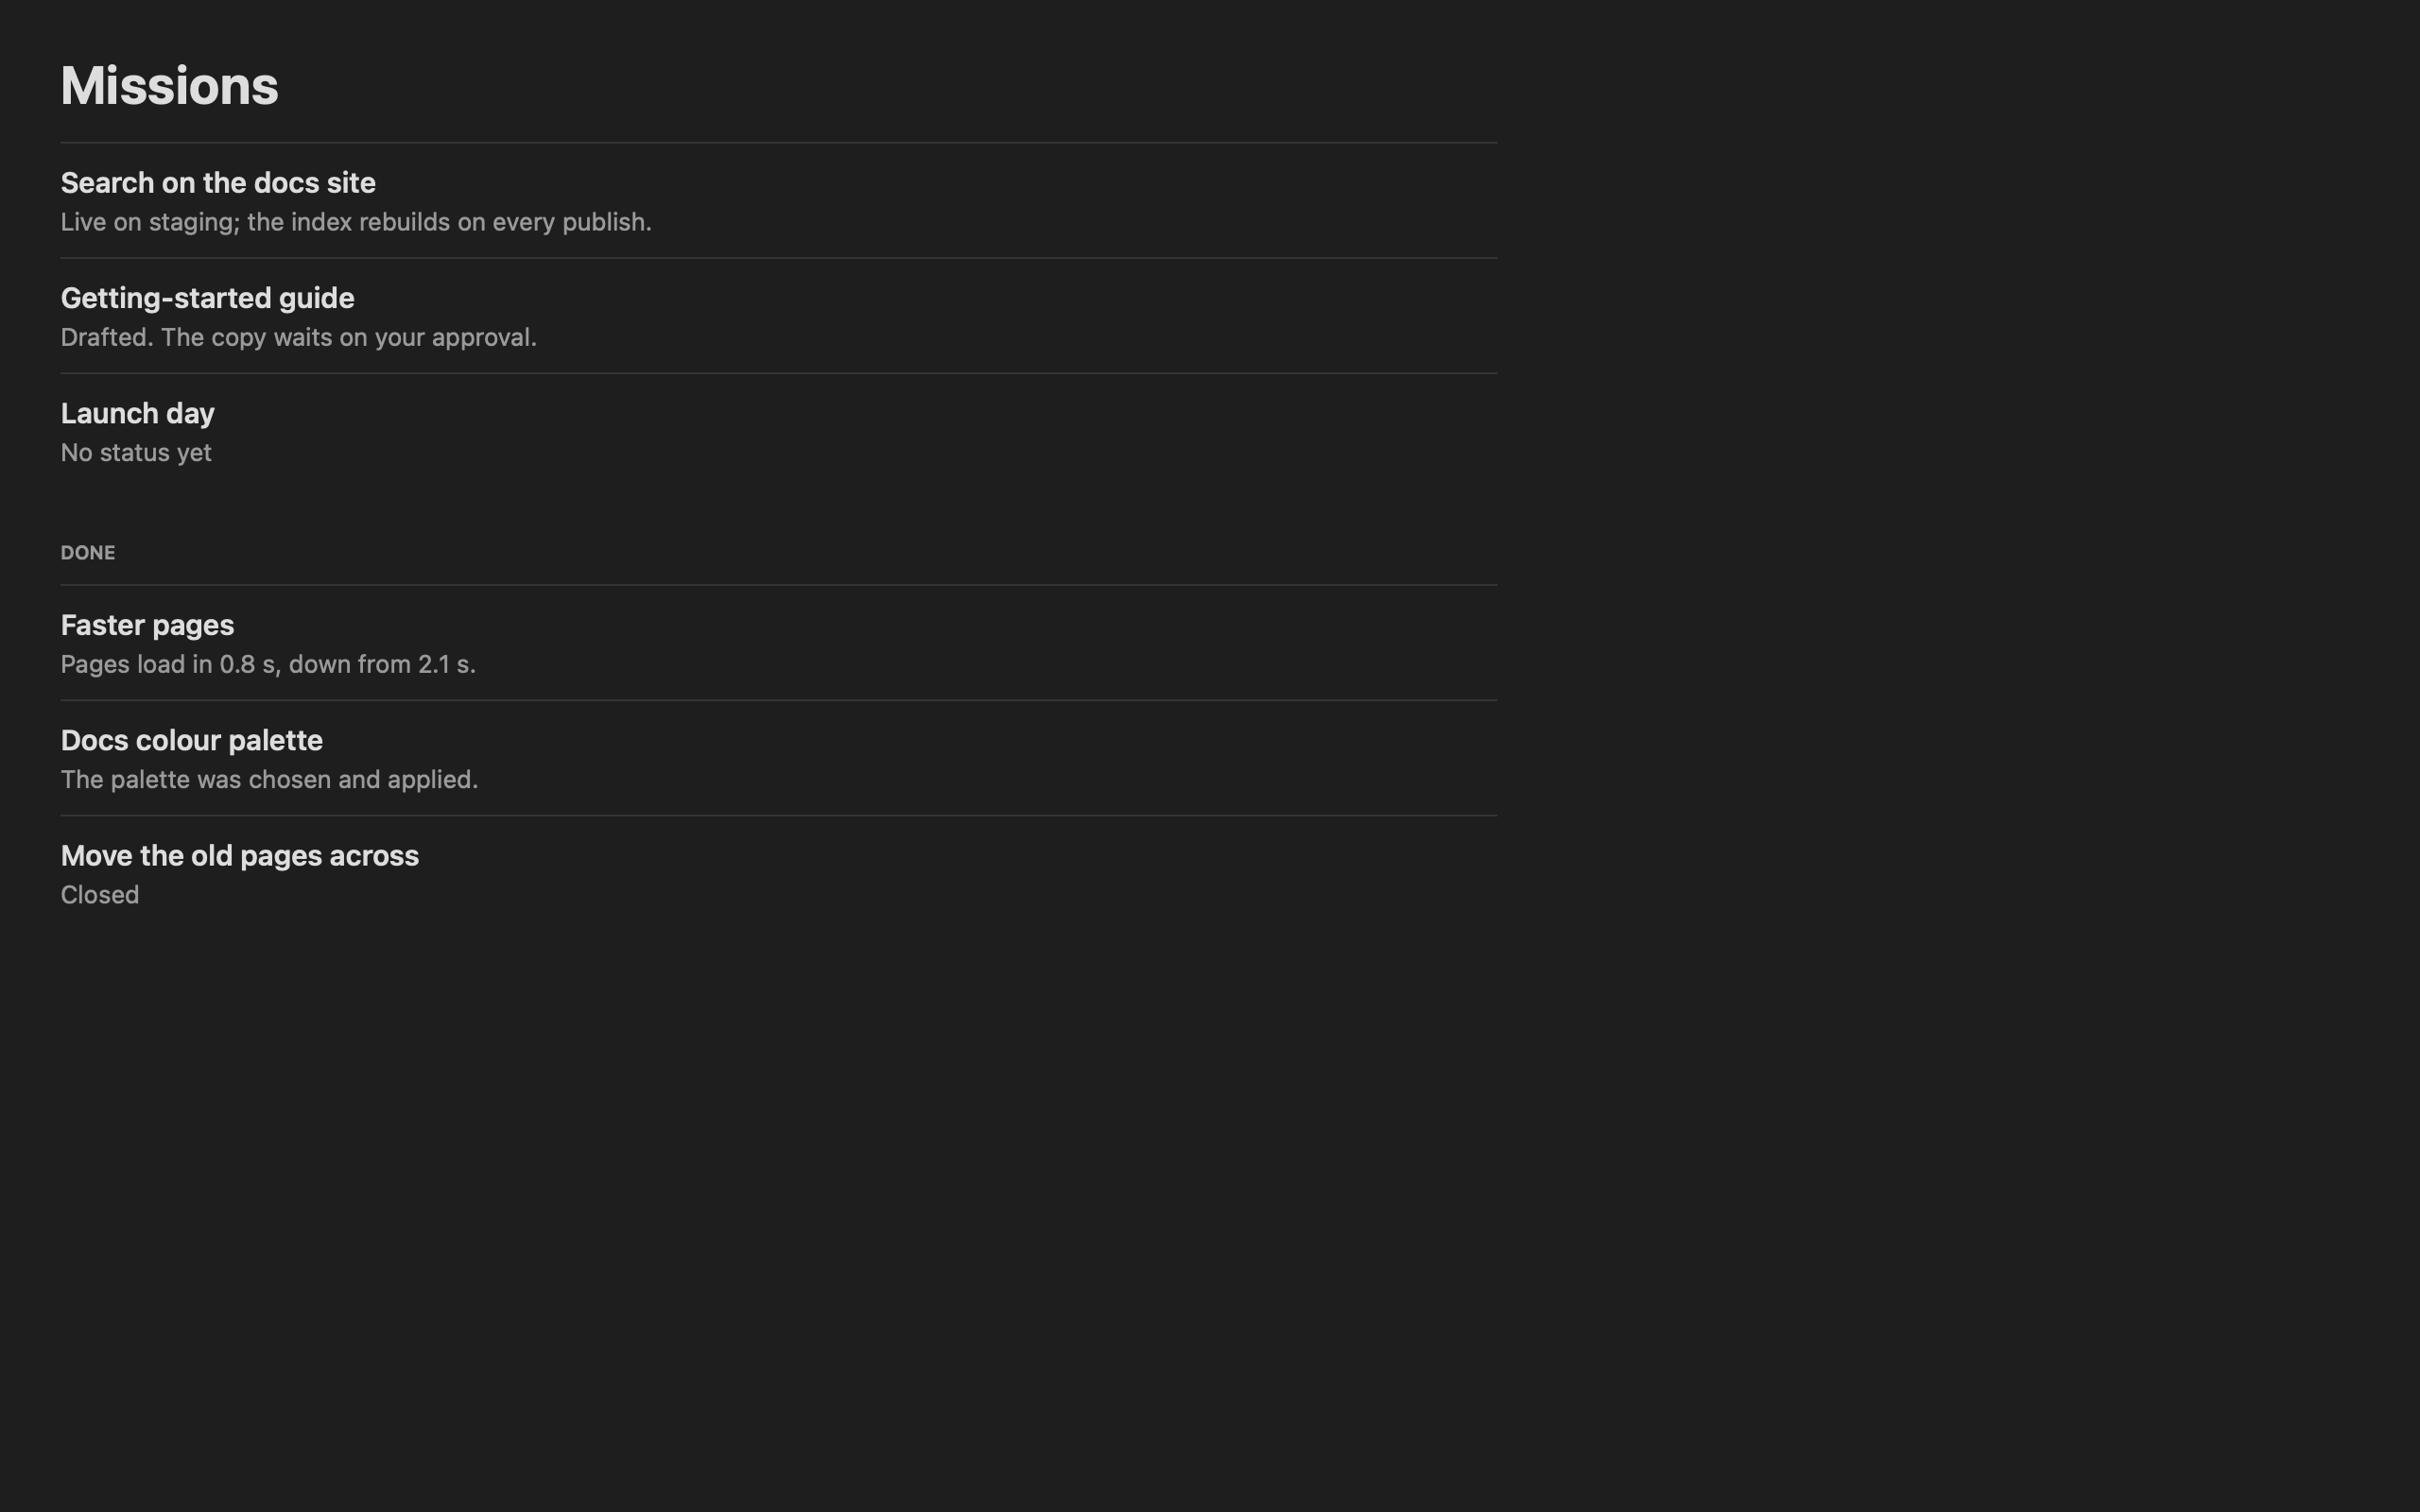 Missions
Search on the docs site
Live on staging; the index rebuilds on every publish.
Getting-started guide
Drafted. The copy waits on your approval.
Launch day
No status yet
DONE
Faster pages
Pages load in 0.8 s, down from 2.1 s.
Docs colour palette
The palette was chosen and applied.
Move the old pages across
Closed